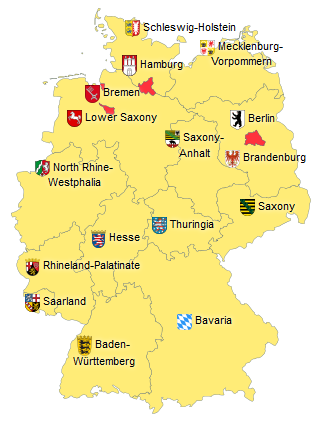 Schleswig-Holstein
Mecklenburg-
Vorpommern
Hamburg
Bremen
Lower Saxony
Berlin
Saxony-
Anhalt
Brandenburg
North Rhine-
Westphalia
Saxony
Thuringia
Hesse
Rhineland-Palatinate
Saarland
Bavaria
Baden-
Württemberg